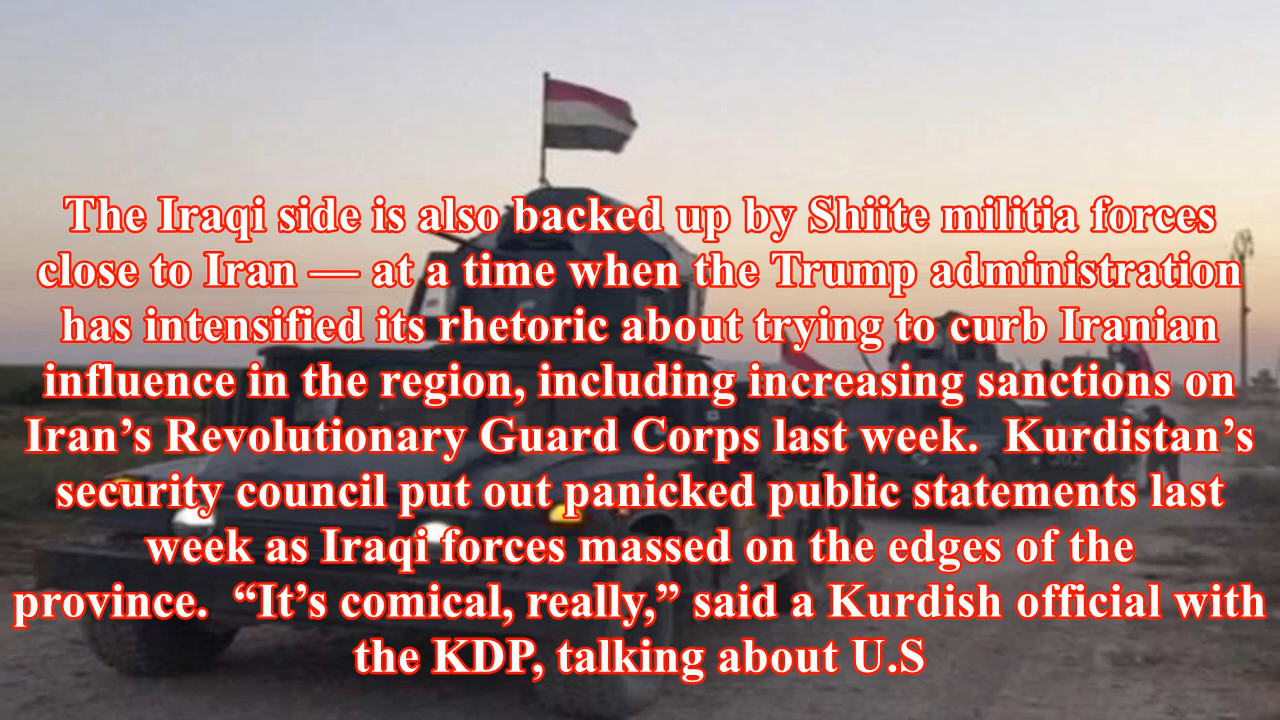 The Iraqi side is also backed up by Shiite militia forces
close to Iran — at a time when the Trump administration
has intensified its rhetoric about trying to curb Iranian
influence in the region, including increasing sanctions on
Iran’s Revolutionary Guard Corps last week.  Kurdistan’s
security council put out panicked public statements last
week as Iraqi forces massed on the edges of the
province.  “It’s comical, really,” said a Kurdish official with
the KDP, talking about U.S